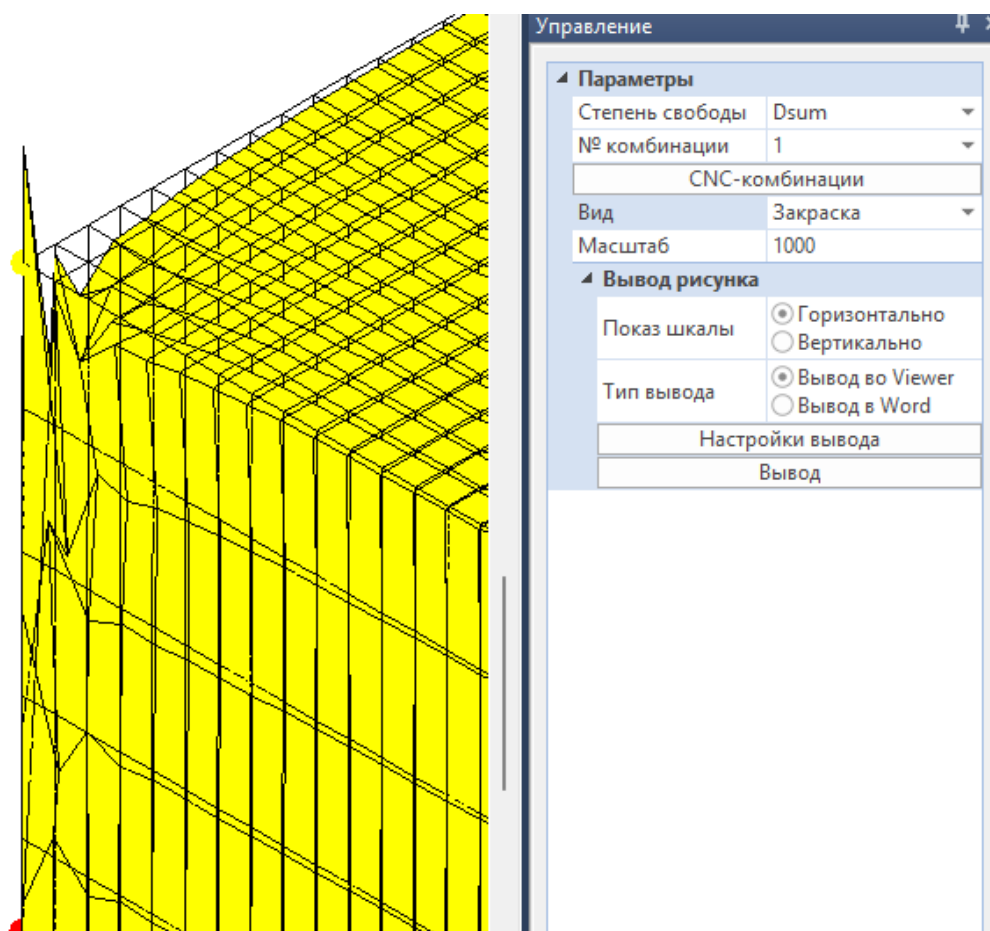 Управление
Параметры
Степень свободы Dsum
№ комбинации 1
CNC-комбинации
Вид Закраска
Масштаб 1000
Вывод рисунка
Показ шкалы Горизонтально
Вертикально
Тип вывода Вывод во Viewer
Вывод в Word
Настройки вывода
Вывод